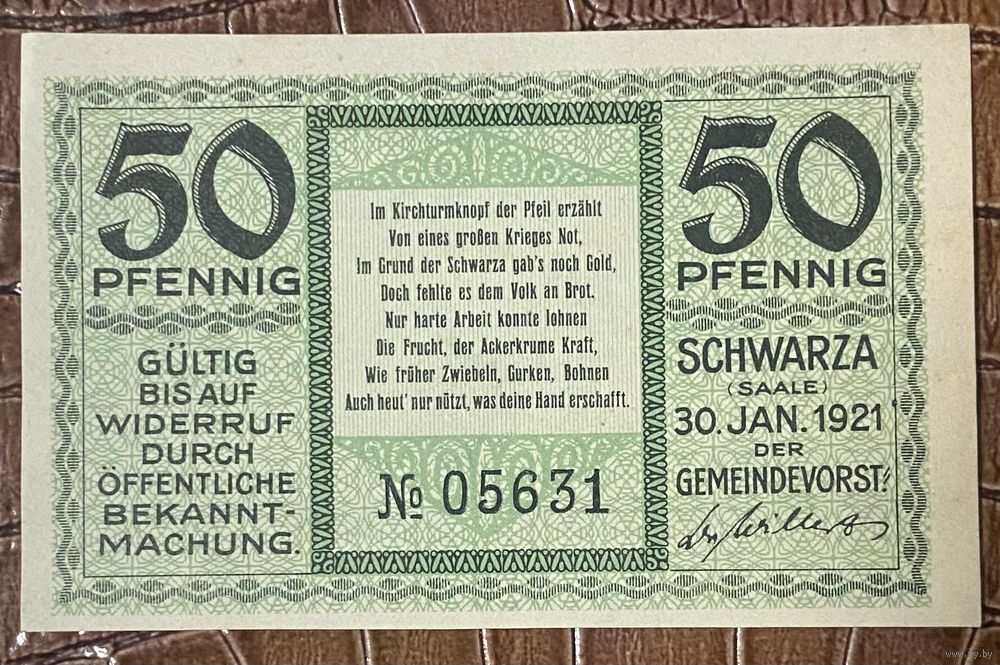 50
PFENNIG
GÜLTIG
BIS AUF
WIDERRUF
DURCH
ÖFFENTLICHE
BEKANNT-
MACHUNG.
Im Kirchturmknopf der Pfeil erzählt
Von eines großen Krieges Not,
Im Grund der Schwarza gab's noch Gold,
Doch fehlte es dem Volk an Brot.
Nur harte Arbeit konnte lohnen
Die Frucht, der Ackerkrume Kraft,
Wie früher Zwiebeln, Gurken, Bohnen
Auch heut' nur nützt, was deine Hand erschafft.
№ 05631
50
PFENNIG
SCHWARZA
(SAALE)
30. JAN. 1921
DER
GEMEINDEVORST.
www.ay.by